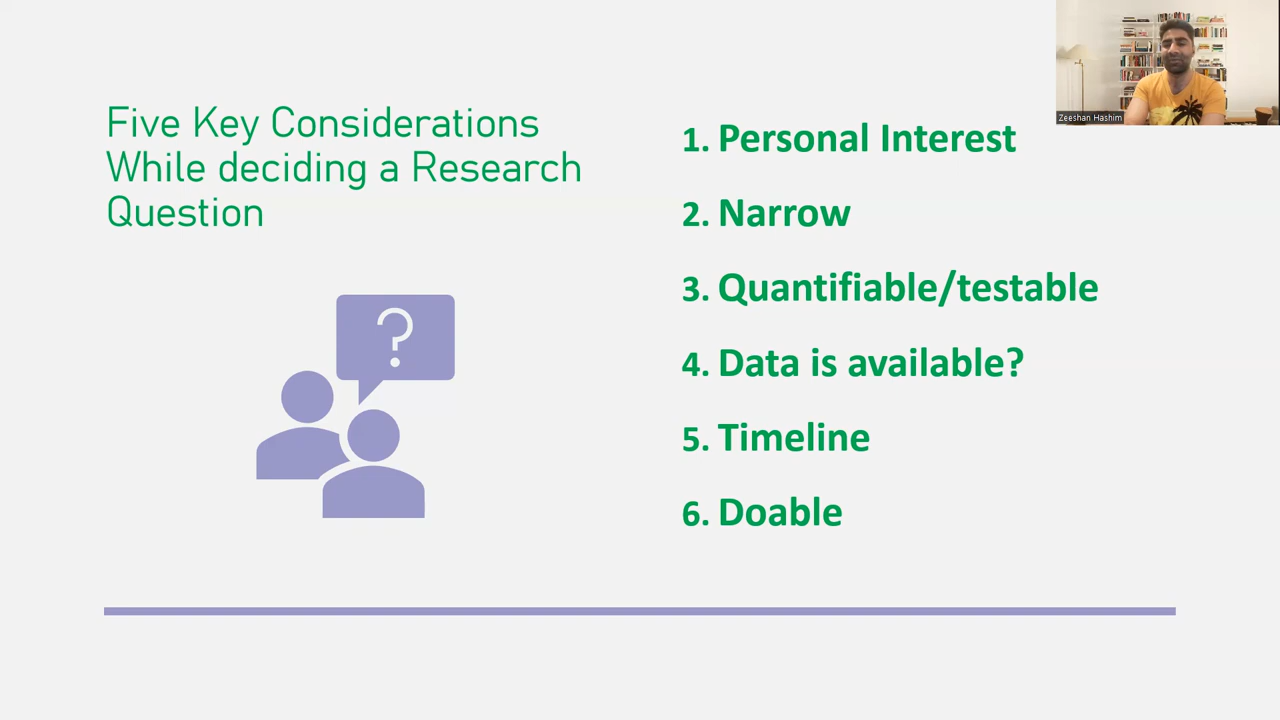 Five Key Considerations
While deciding a Research
Question
?
1. Personal Interest
2. Narrow
3. Quantifiable/testable
4. Data is available?
5. Timeline
6. Doable
Zeeshan Hashim